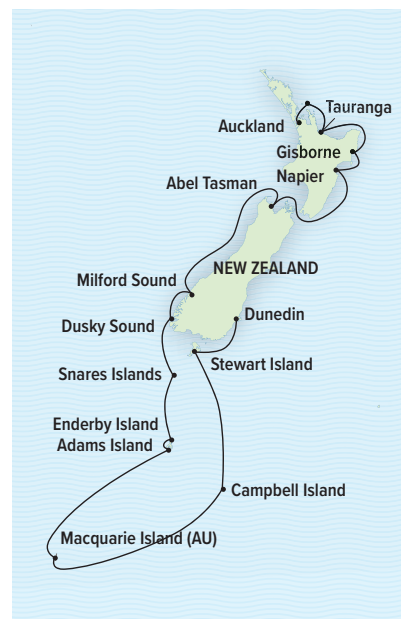 Tauranga
Auckland
Gisborne
Napier
Abel Tasman
NEW ZEALAND
Milford Sound
Dunedin
Dusky Sound
Stewart Island
Snares Islands
Enderby Island
Adams Island
Campbell Island
Macquarie Island (AU)